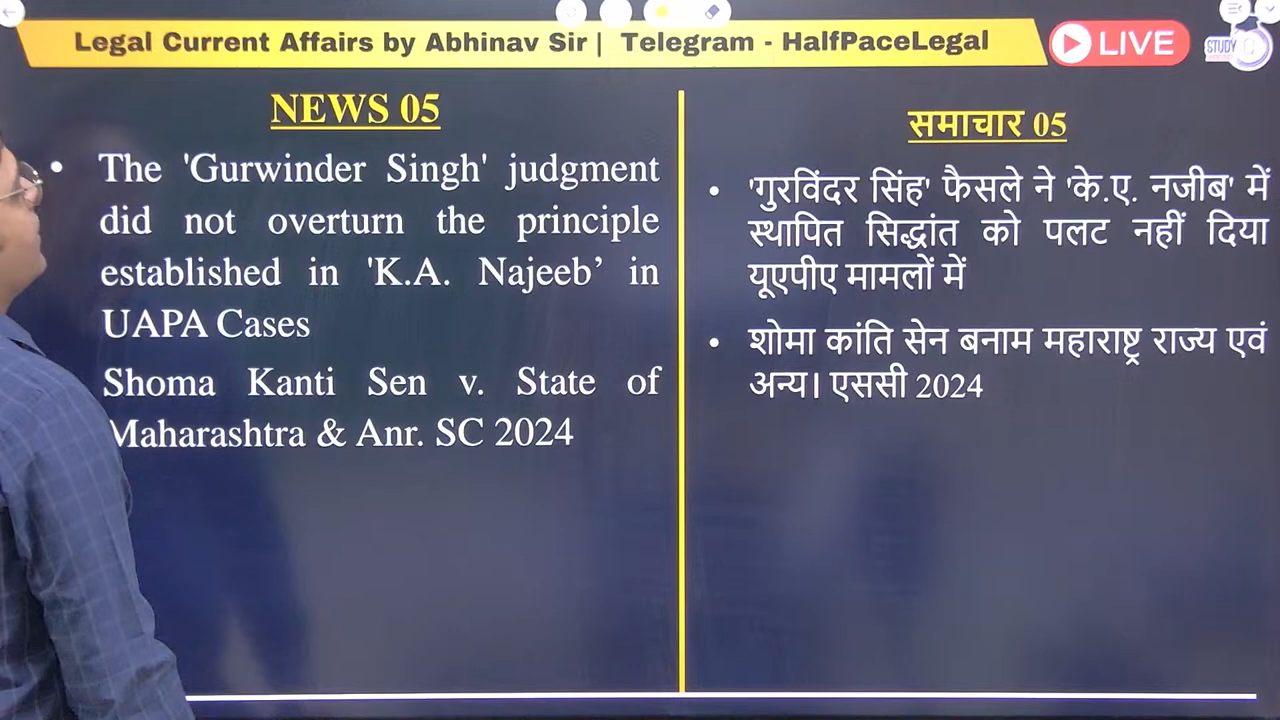 Legal Current Affairs by Abhinav Sir | Telegram - HalfPaceLegal
LIVE
STUDY
NEWS 05
• The 'Gurwinder Singh' judgment
did not overturn the principle
established in 'K.A. Najeeb’ in
UAPA Cases
Shoma Kanti Sen v. State of
Maharashtra & Anr. SC 2024
समाचार 05
• 'गुरविंदर सिंह' फैसले ने 'के.ए. नजीब' में
स्थापित सिद्धांत को पलट नहीं दिया
यूएपीए मामलों में
• शोमा कांति सेन बनाम महाराष्ट्र राज्य एवं
अन्य। एससी 2024